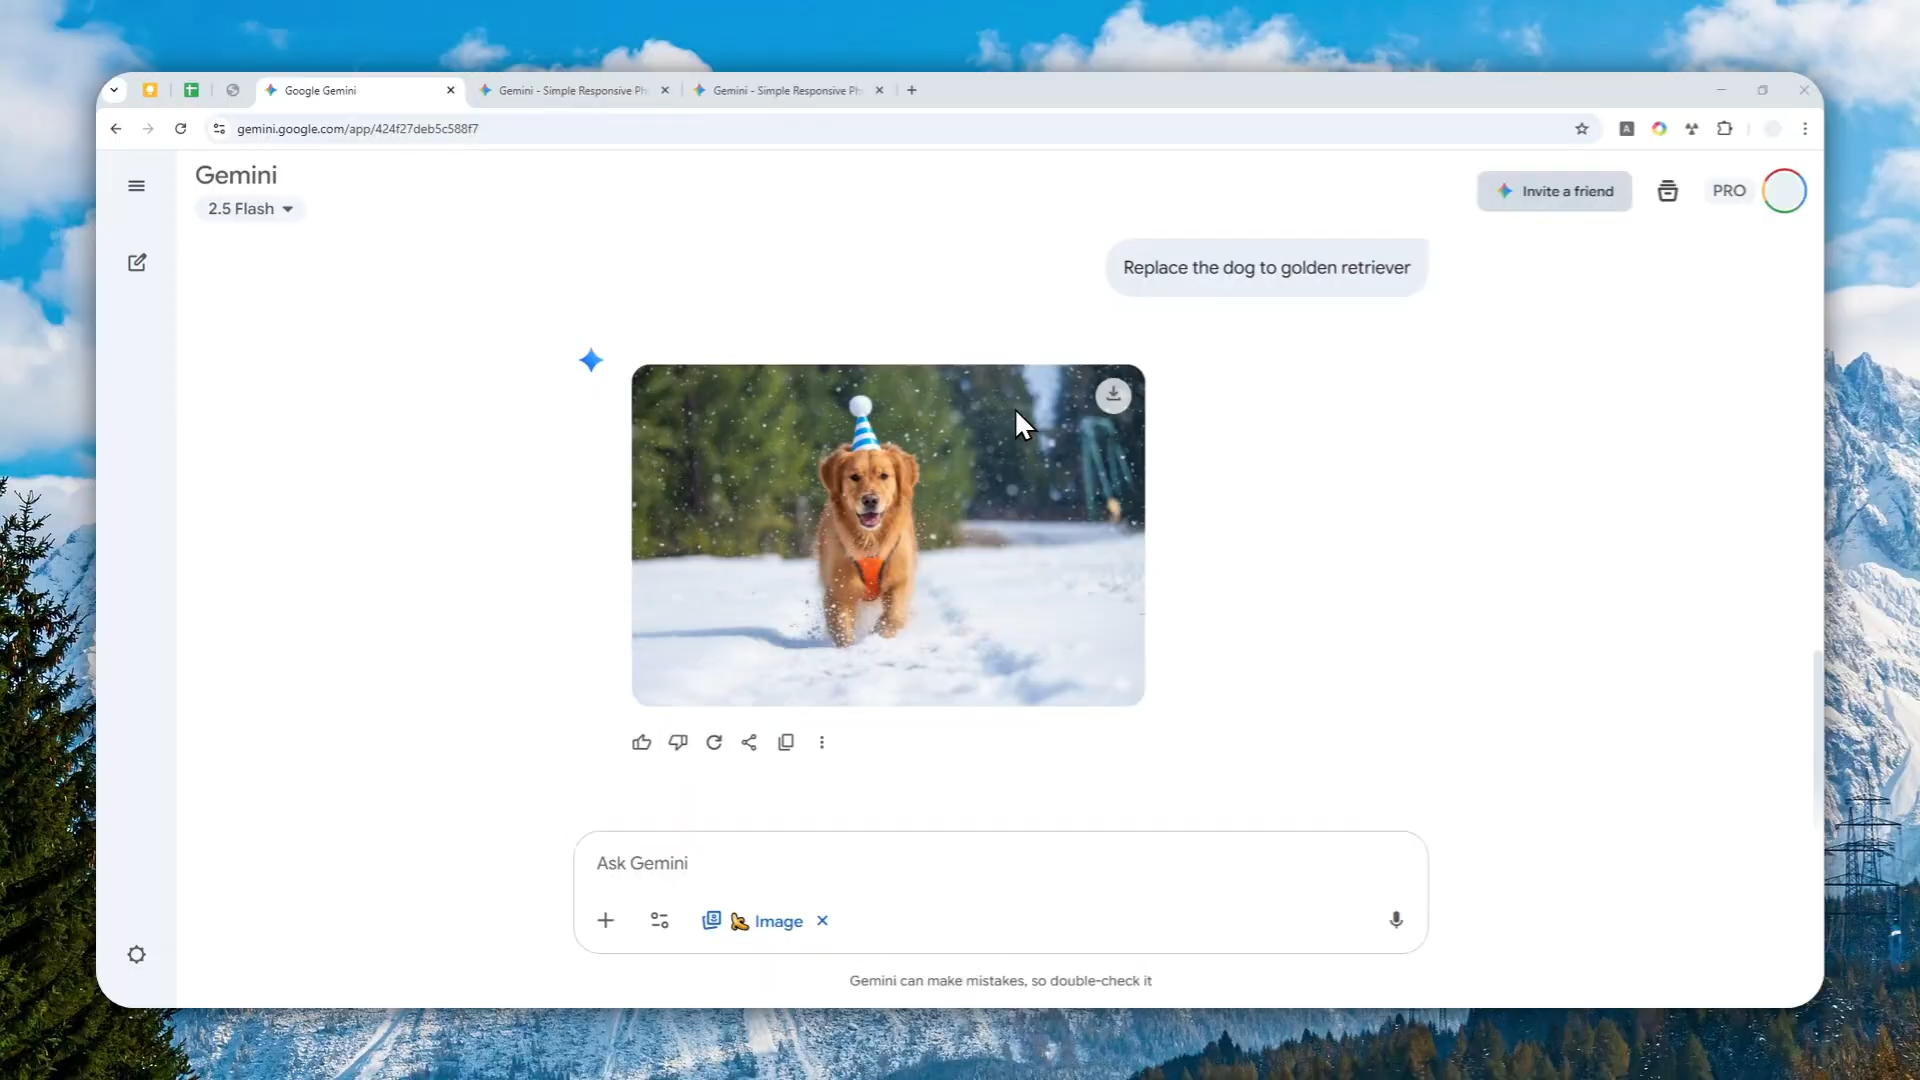 Google Gemini
Gemini - Simple Responsive Ph
Gemini - Simple Responsive Ph
gemini.google.com/app/424f27deb5c588f7
A
Gemini
2.5 Flash
Invite a friend
PRO
Replace the dog to golden retriever
Ask Gemini
Image
Gemini can make mistakes, so double-check it